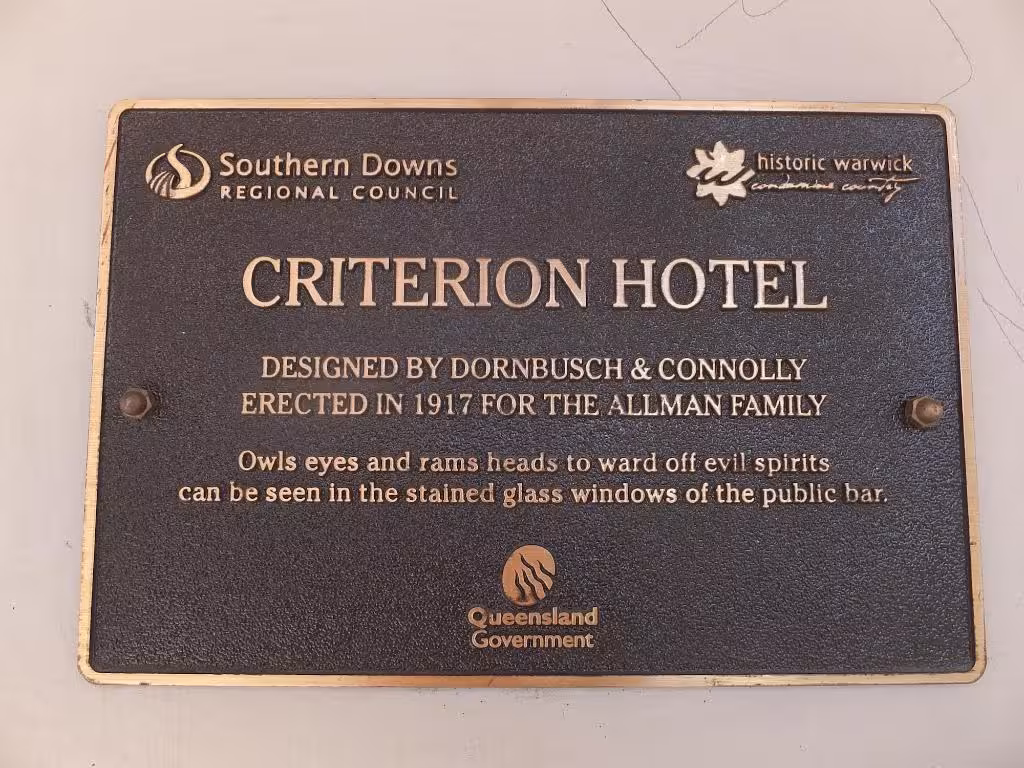 Southern Downs
REGIONAL COUNCIL
historic warwick
condamine country
CRITERION HOTEL
DESIGNED BY DORNBUSCH & CONNOLLY
ERECTED IN 1917 FOR THE ALLMAN FAMILY
Owls eyes and rams heads to ward off evil spirits
can be seen in the stained glass windows of the public bar.
Queensland
Government